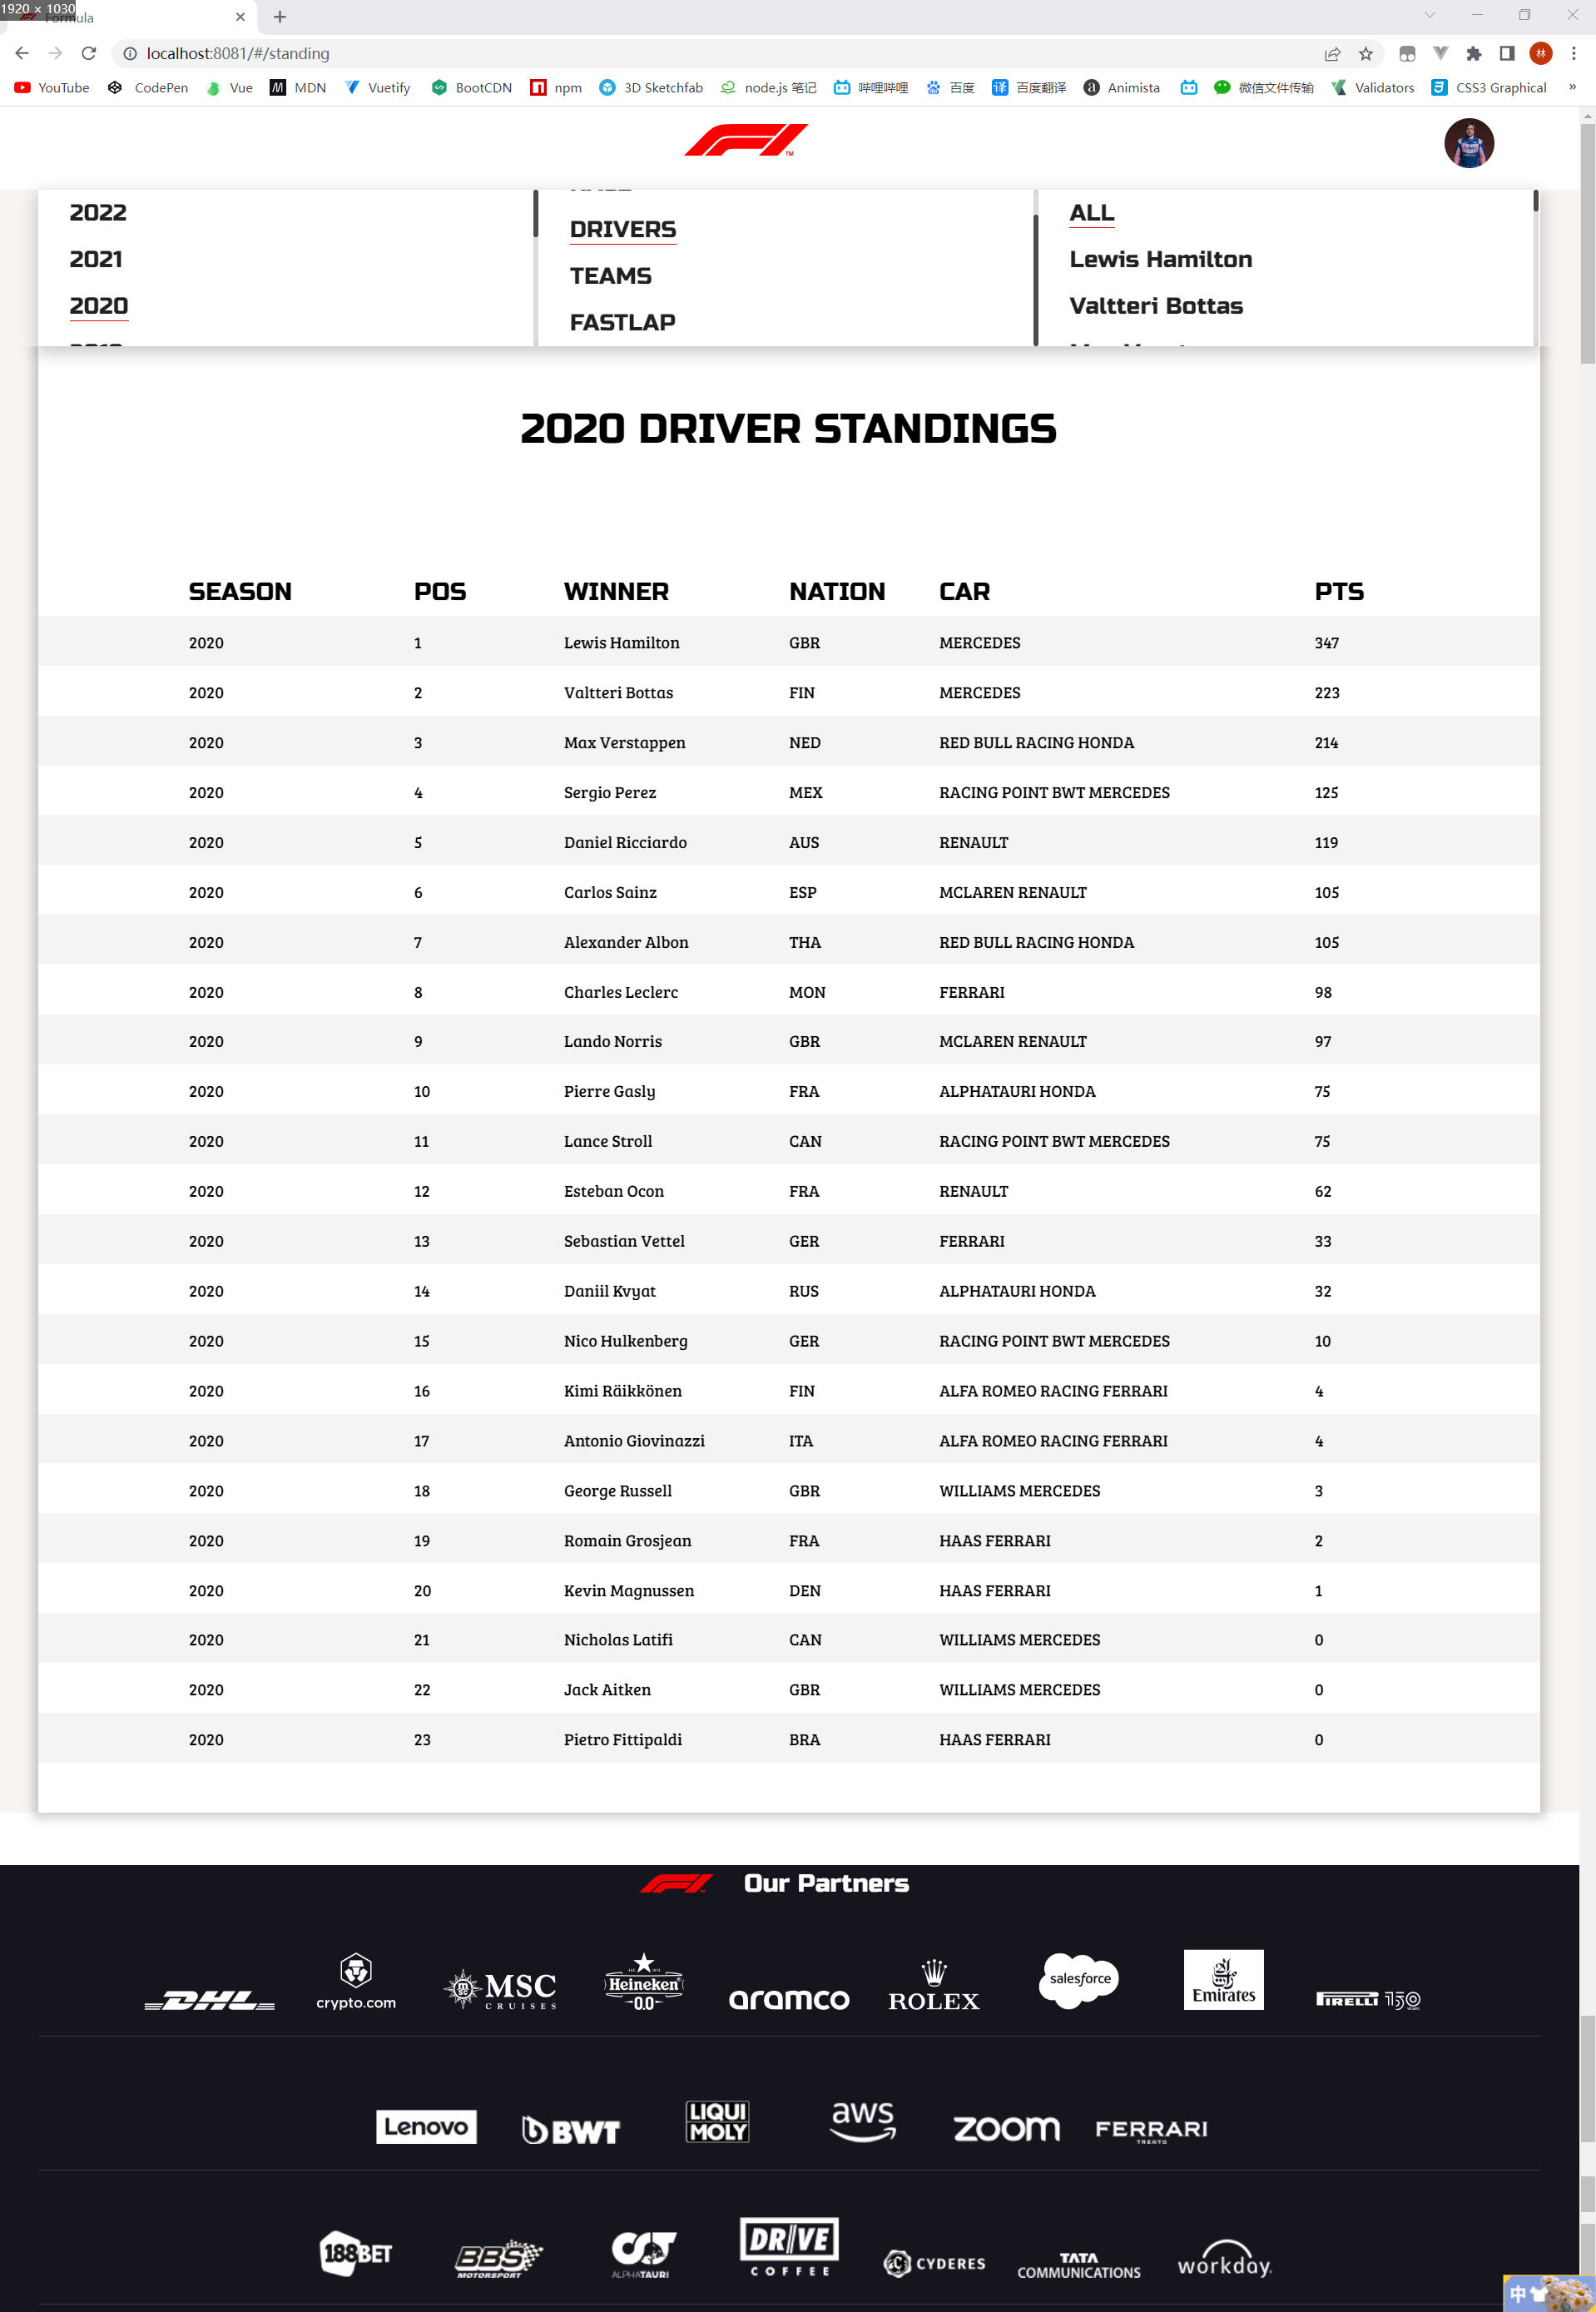 1920 × 1030
Formula
localhost:8081/#/standing
林
YouTube CodePen Vue MDN Vuetify BootCDN npm 3D Sketchfab node.js 笔记 哔哩哔哩 百度 百度翻译 Animista 微信文件传输 Validators CSS3 Graphical »
2022 DRIVERS ALL
2021 TEAMS Lewis Hamilton
2020 FASTLAP Valtteri Bottas
2020 DRIVER STANDINGS
SEASON POS WINNER NATION CAR PTS
2020 1 Lewis Hamilton GBR MERCEDES 347
2020 2 Valtteri Bottas FIN MERCEDES 223
2020 3 Max Verstappen NED RED BULL RACING HONDA 214
2020 4 Sergio Perez MEX RACING POINT BWT MERCEDES 125
2020 5 Daniel Ricciardo AUS RENAULT 119
2020 6 Carlos Sainz ESP MCLAREN RENAULT 105
2020 7 Alexander Albon THA RED BULL RACING HONDA 105
2020 8 Charles Leclerc MON FERRARI 98
2020 9 Lando Norris GBR MCLAREN RENAULT 97
2020 10 Pierre Gasly FRA ALPHATAURI HONDA 75
2020 11 Lance Stroll CAN RACING POINT BWT MERCEDES 75
2020 12 Esteban Ocon FRA RENAULT 62
2020 13 Sebastian Vettel GER FERRARI 33
2020 14 Daniil Kvyat RUS ALPHATAURI HONDA 32
2020 15 Nico Hulkenberg GER RACING POINT BWT MERCEDES 10
2020 16 Kimi Räikkönen FIN ALFA ROMEO RACING FERRARI 4
2020 17 Antonio Giovinazzi ITA ALFA ROMEO RACING FERRARI 4
2020 18 George Russell GBR WILLIAMS MERCEDES 3
2020 19 Romain Grosjean FRA HAAS FERRARI 2
2020 20 Kevin Magnussen DEN HAAS FERRARI 1
2020 21 Nicholas Latifi CAN WILLIAMS MERCEDES 0
2020 22 Jack Aitken GBR WILLIAMS MERCEDES 0
2020 23 Pietro Fittipaldi BRA HAAS FERRARI 0
F1 Our Partners
DHL crypto.com MSC CRUISES Heineken 0.0 aramco ROLEX salesforce Emirates PIRELLI 150
Lenovo BWT LIQUI MOLY aws zoom FERRARI TRENTO
188BET BBS MOTORSPORT ALPHATAURI DR/VE COFFEE CYDERES TATA COMMUNICATIONS workday.
中